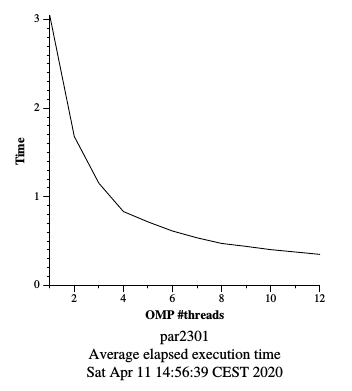 3
2
1
0
Time
2 4 6 8 10 12
OMP #threads
par2301
Average elapsed execution time
Sat Apr 11 14:56:39 CEST 2020